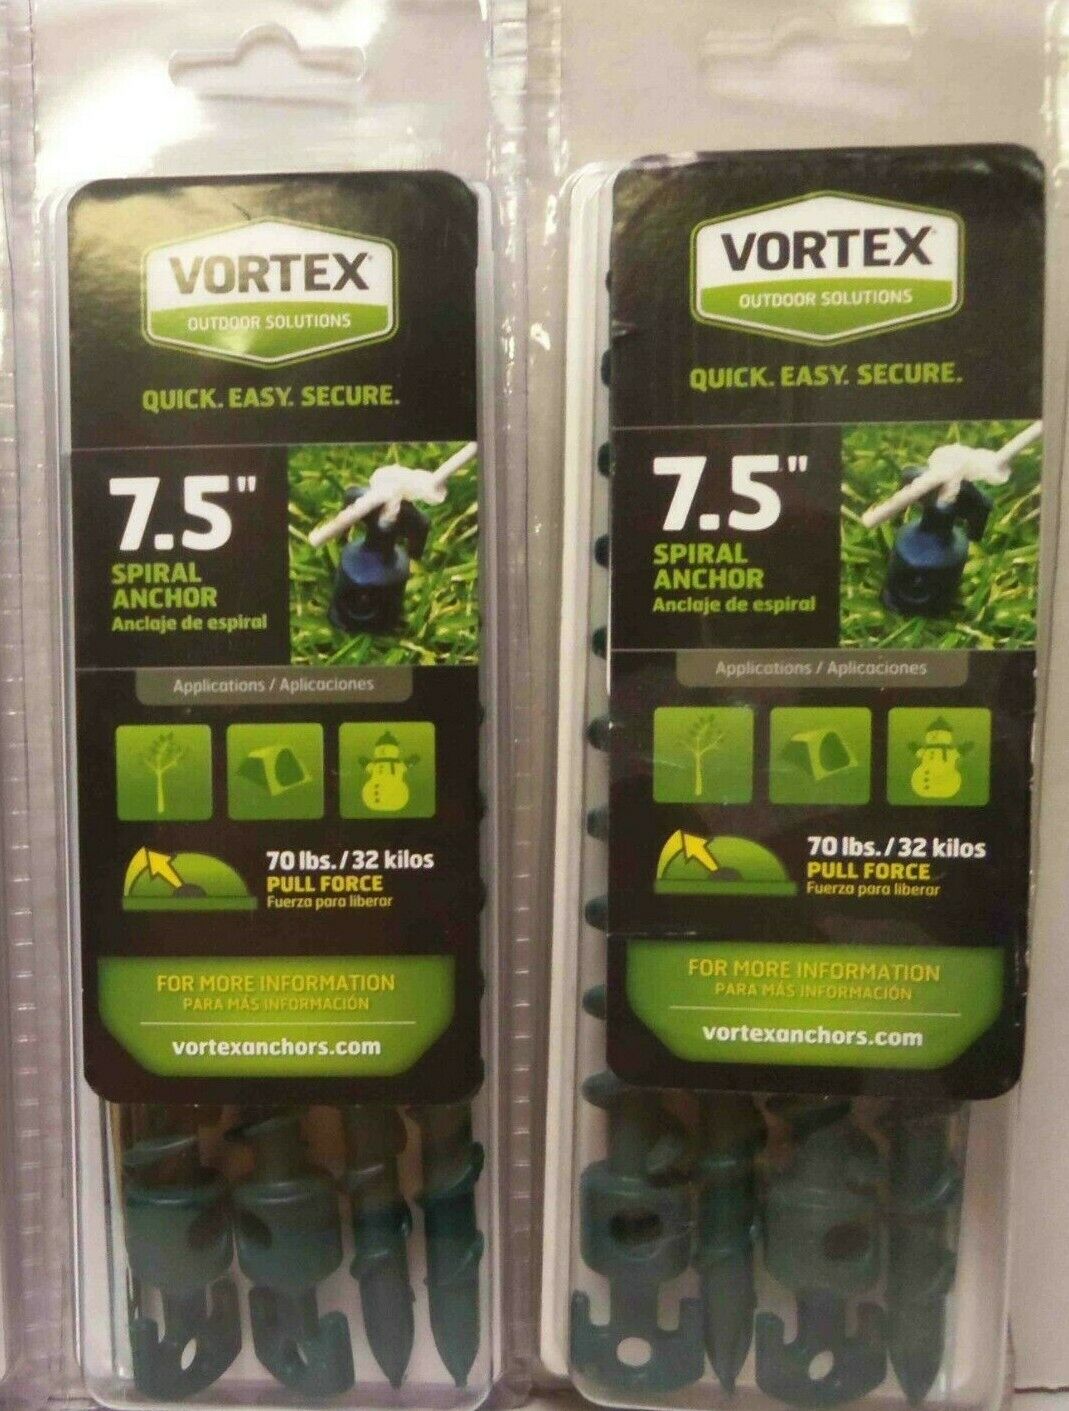 VORTEX
OUTDOOR SOLUTIONS
QUICK. EASY. SECURE.
7.5"
SPIRAL
ANCHOR
Anclaje de espiral
Applications / Aplicaciones
70 lbs. / 32 kilos
PULL FORCE
Fuerza para liberar
FOR MORE INFORMATION
PARA MÁS INFORMACIÓN
vortexanchors.com
VORTEX
OUTDOOR SOLUTIONS
QUICK. EASY. SECURE.
7.5"
SPIRAL
ANCHOR
Anclaje de espiral
Applications / Aplicaciones
70 lbs. / 32 kilos
PULL FORCE
Fuerza para liberar
FOR MORE INFORMATION
PARA MÁS INFORMACIÓN
vortexanchors.com